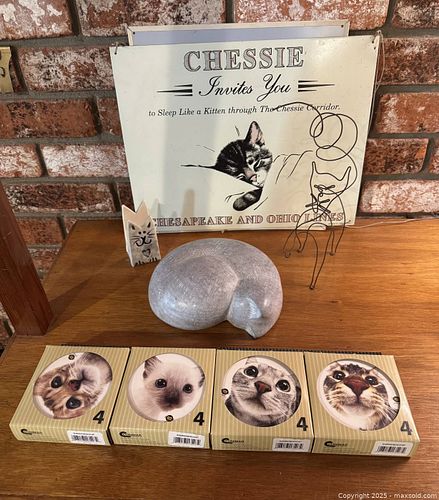 CHESSIE
Invites You
to Sleep Like a Kitten through The Chessie Corridor.
CHESAPEAKE AND OHIO LINES
4
4
4
4
Copyright © 2025 - maxsold.com